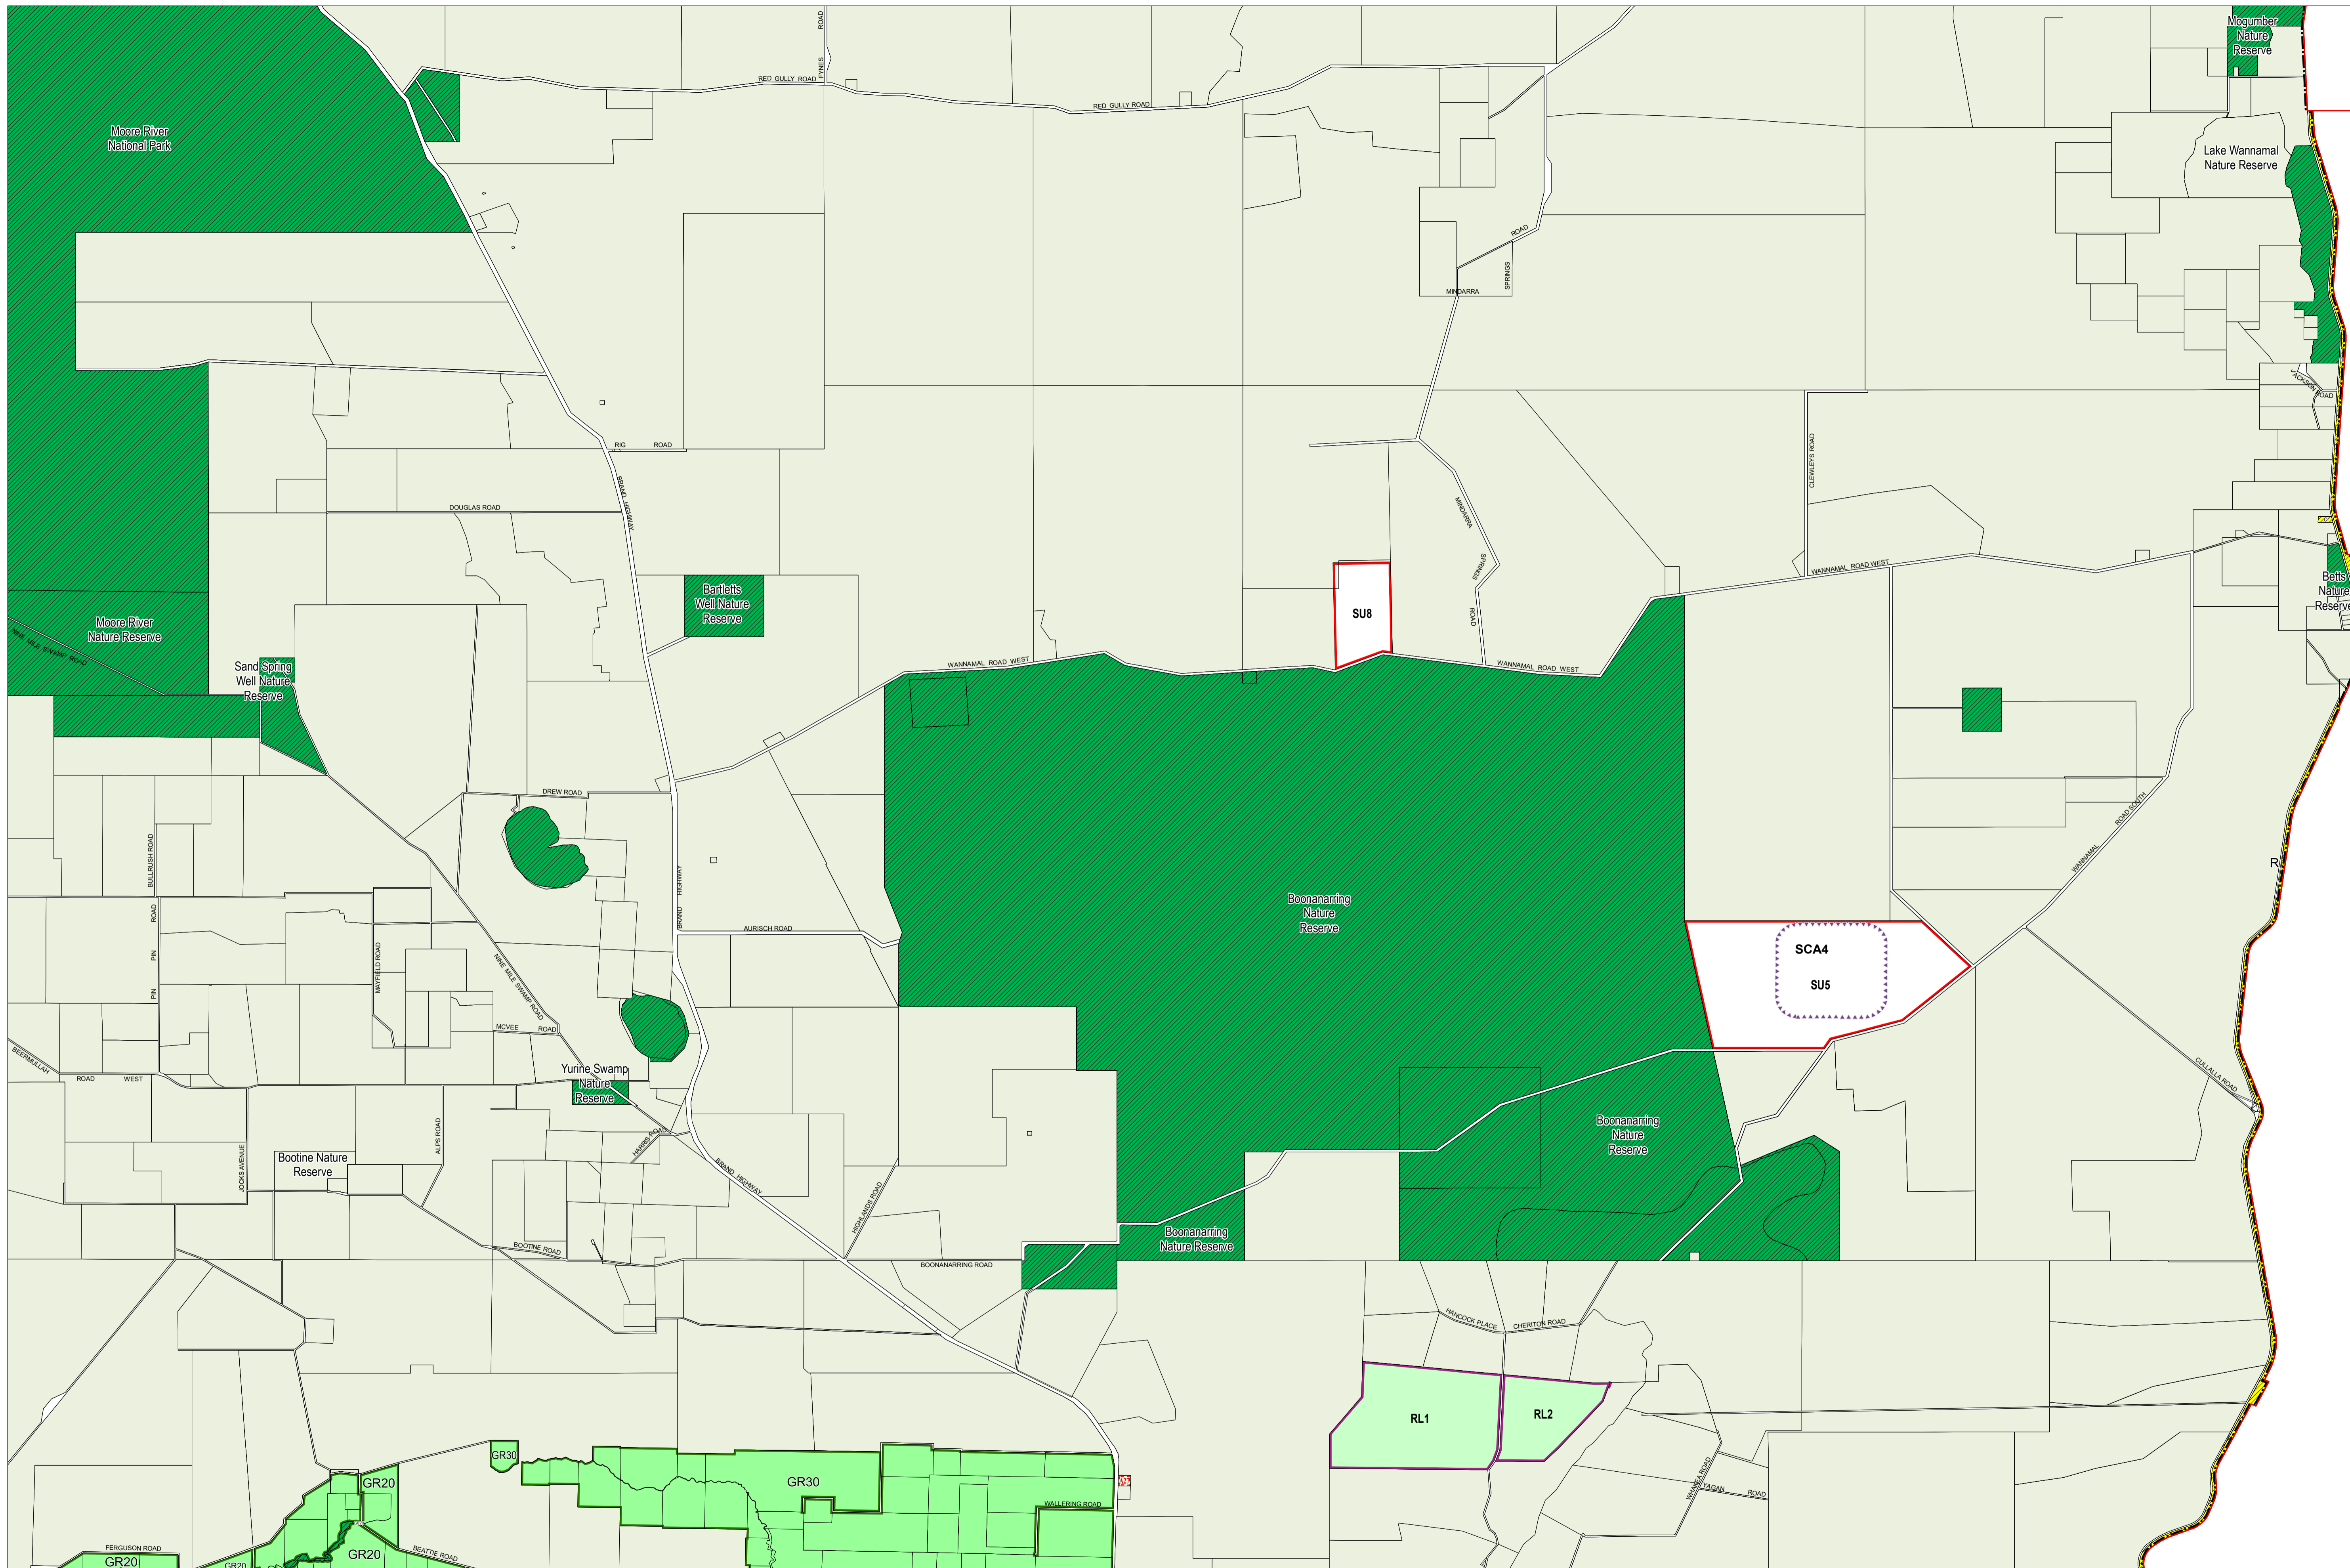 Mogumber
Nature
Reserve
FYNES
ROAD
RED GULLY ROAD
RED GULLY ROAD
Moore River
National Park
Lake Wannamal
Nature Reserve
ROAD
SPRINGS
MINDARRA
JACKSON ROAD
RIG ROAD
CLEWLEYS ROAD
BRAND HIGHWAY
DOUGLAS ROAD
MINDARRA
SPRINGS
ROAD
WANNAMAL ROAD WEST
Betts
Nature
Reserve
Bartletts
Well Nature
Reserve
SU8
Moore River
Nature Reserve
NINE MILE SWAMP ROAD
Sand Spring
Well Nature
Reserve
WANNAMAL ROAD WEST
WANNAMAL ROAD WEST
DREW ROAD
ROAD SOUTH
WANNAMAL
BULLRUSH ROAD
R
BRAND HIGHWAY
Boonanarring
Nature
Reserve
PIN PIN ROAD
AURISCH ROAD
MAYFIELD ROAD
NINE MILE SWAMP ROAD
SCA4
SU5
MCVEE ROAD
BEERMULLAH
ROAD WEST
Yurine Swamp
Nature
Reserve
CULLALLA ROAD
ALPS ROAD
HARRIS ROAD
Boonanarring
Nature
Reserve
Bootine Nature
Reserve
JOCKS AVENUE
BRAND HIGHWAY
HIGHLANDS ROAD
Boonanarring
Nature Reserve
BOOTINE ROAD
BOONANARRING ROAD
HANCOCK PLACE
CHERITON ROAD
RL1
RL2
GR30
GR30
GR20
WHAKEA ROAD
YAGAN ROAD
WALLERING ROAD
FERGUSON ROAD
GR20
GR20
GR20
BEATTIE ROAD